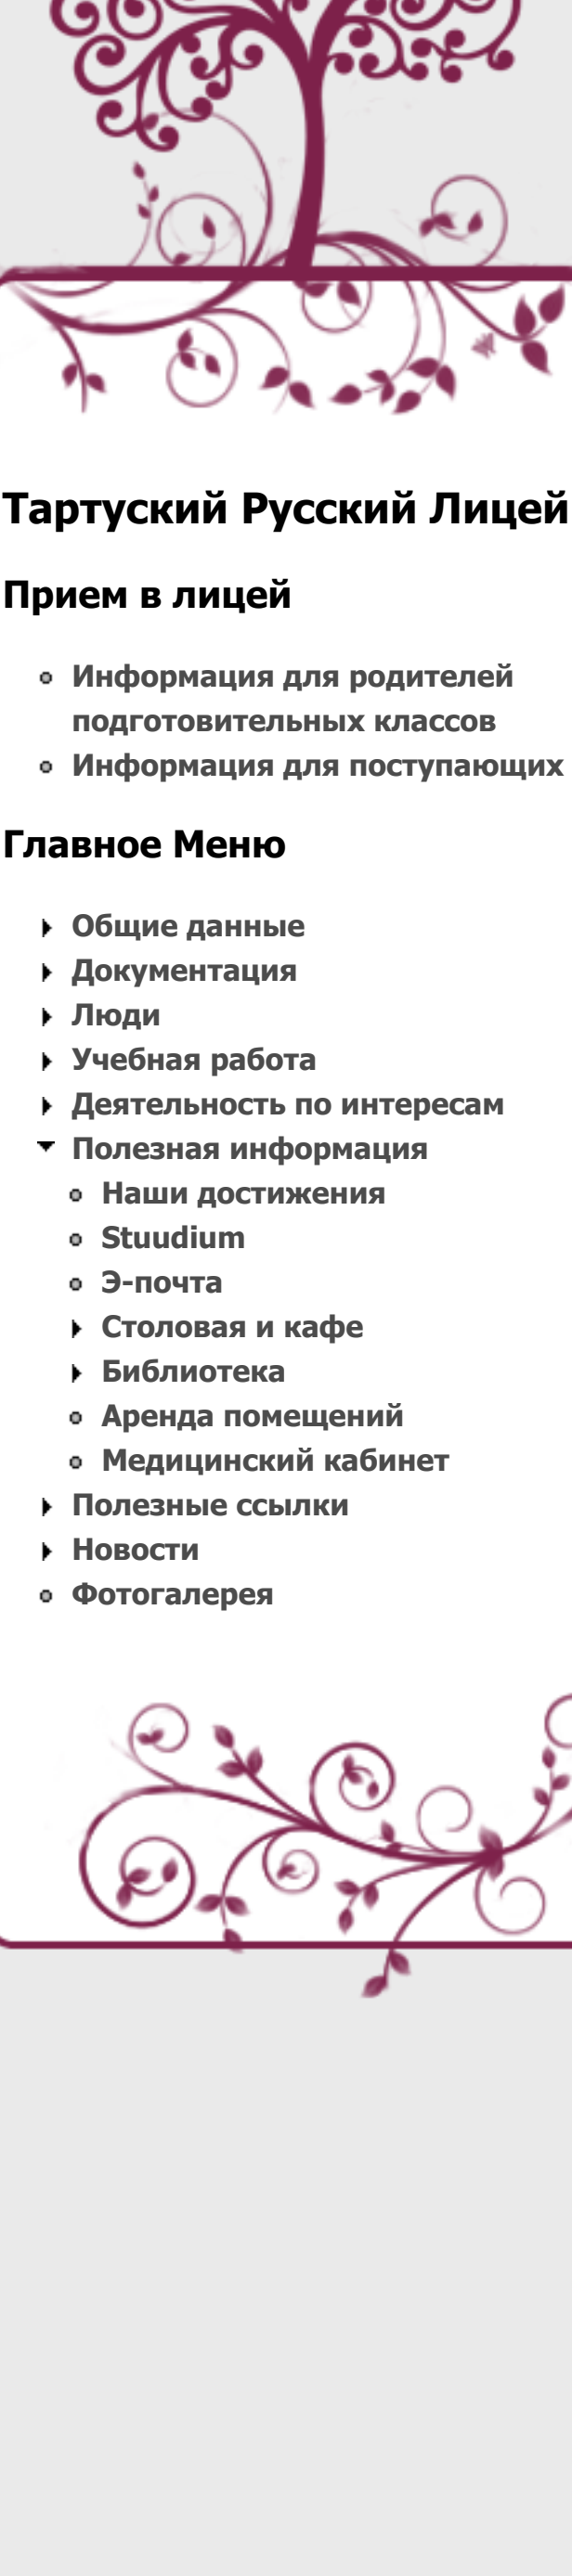 Тартуский Русский Лицей
Прием в лицей
Информация для родителей
подготовительных классов
Информация для поступающих
Главное Меню
Общие данные
Документация
Люди
Учебная работа
Деятельность по интересам
Полезная информация
Наши достижения
Stuudium
Э-почта
Столовая и кафе
Библиотека
Аренда помещений
Медицинский кабинет
Полезные ссылки
Новости
Фотогалерея